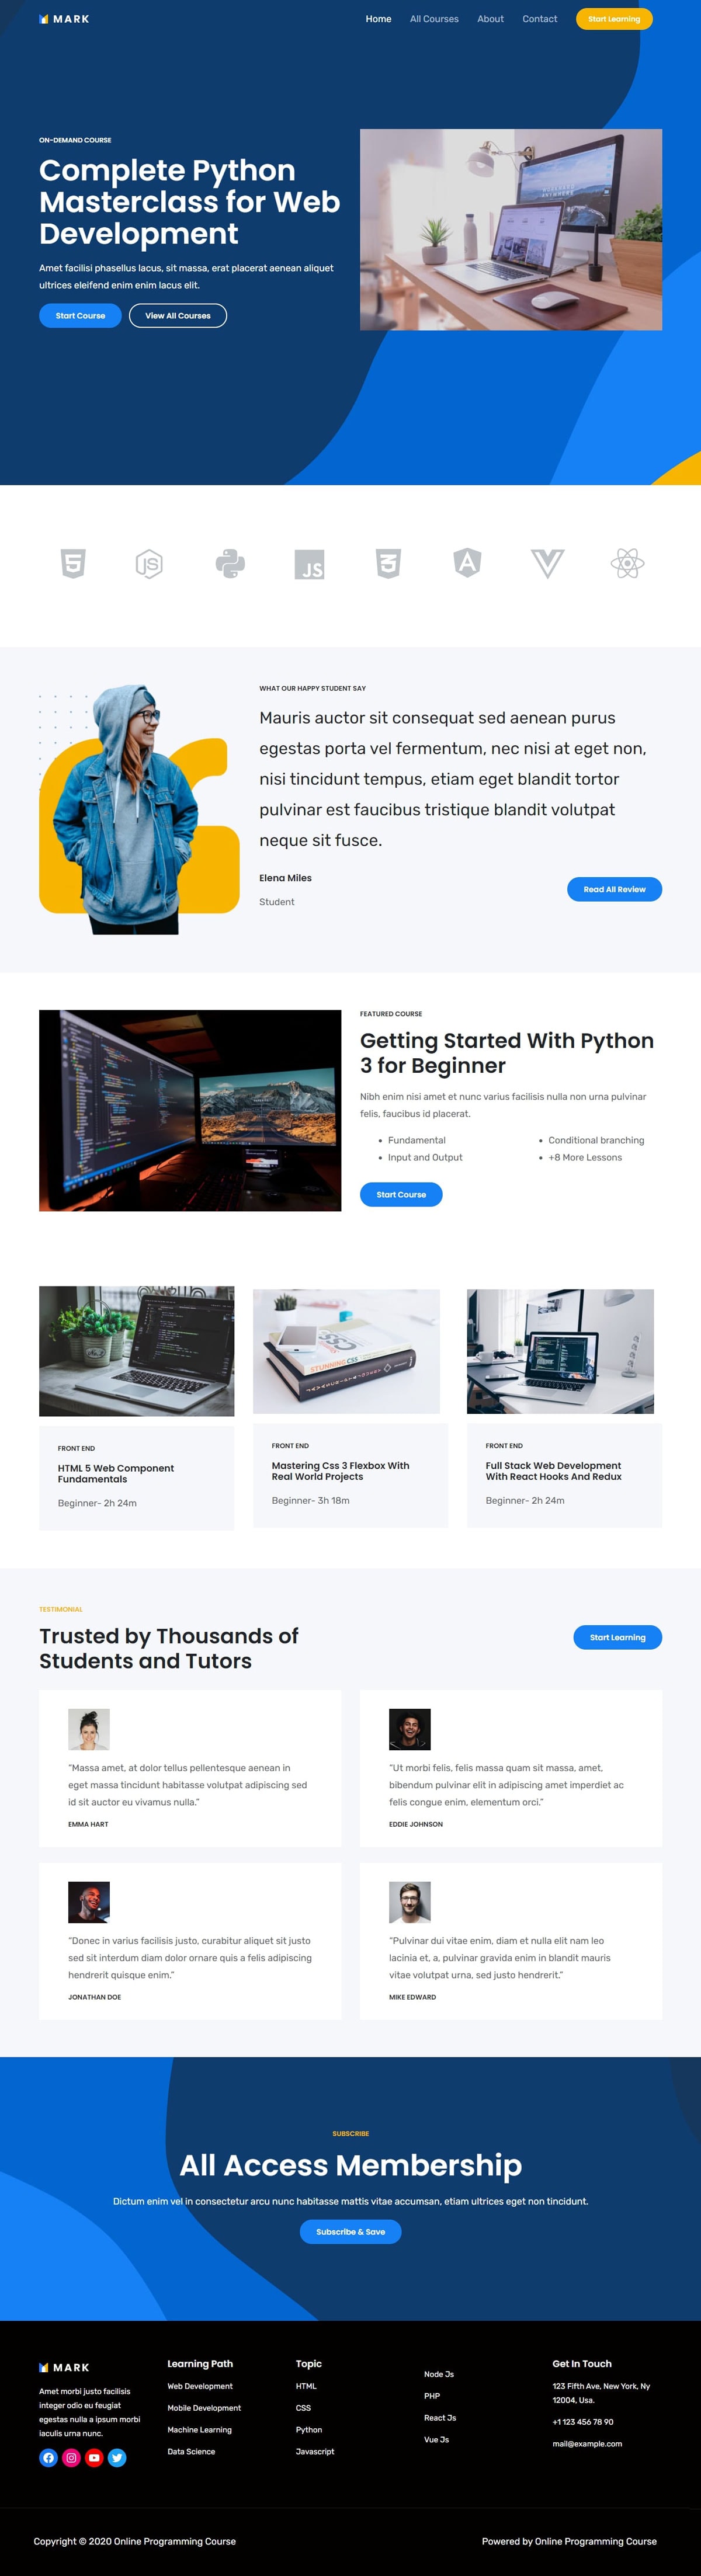 MARK
Home
All Courses
About
Contact
Start Learning
ON-DEMAND COURSE
Complete Python
Masterclass for Web
Development
Amet facilisi phasellus lacus, sit massa, erat placerat aenean aliquet
ultrices eleifend enim enim lacus elit.
Start Course
View All Courses
5
JS
JS
3
A
WHAT OUR HAPPY STUDENT SAY
Mauris auctor sit consequat sed aenean purus
egestas porta vel fermentum, nec nisi at eget non,
nisi tincidunt tempus, etiam eget blandit tortor
pulvinar est faucibus tristique blandit volutpat
neque sit fusce.
Elena Miles
Student
Read All Review
FEATURED COURSE
Getting Started With Python
3 for Beginner
Nibh enim nisi amet et nunc varius facilisis nulla non urna pulvinar
felis, faucibus id placerat.
Fundamental
Input and Output
Conditional branching
+8 More Lessons
Start Course
STUNNING CSS
FRONT END
HTML 5 Web Component
Fundamentals
Beginner- 2h 24m
FRONT END
Mastering Css 3 Flexbox With
Real World Projects
Beginner- 3h 18m
FRONT END
Full Stack Web Development
With React Hooks And Redux
Beginner- 2h 24m
TESTIMONIAL
Trusted by Thousands of
Students and Tutors
Start Learning
“Massa amet, at dolor tellus pellentesque aenean in
eget massa tincidunt habitasse volutpat adipiscing sed
id sit auctor eu vivamus nulla.”
EMMA HART
“Ut morbi felis, felis massa quam sit massa, amet,
bibendum pulvinar elit in adipiscing amet imperdiet ac
felis congue enim, elementum orci.”
EDDIE JOHNSON
“Donec in varius facilisis justo, curabitur aliquet sit justo
sed sit interdum diam dolor ornare quis a felis adipiscing
hendrerit quisque enim.”
JONATHAN DOE
“Pulvinar dui vitae enim, diam et nulla elit nam leo
lacinia et, a, pulvinar gravida enim in blandit mauris
vitae volutpat urna, sed justo hendrerit.”
MIKE EDWARD
SUBSCRIBE
All Access Membership
Dictum enim vel in consectetur arcu nunc habitasse mattis vitae accumsan, etiam ultrices eget non tincidunt.
Subscribe & Save
MARK
Amet morbi justo facilisis
integer odio eu feugiat
egestas nulla a ipsum morbi
iaculis urna nunc.
Learning Path
Web Development
Mobile Development
Machine Learning
Data Science
Topic
HTML
CSS
Python
Javascript
Node Js
PHP
React Js
Vue Js
Get In Touch
123 Fifth Ave, New York, Ny
12004, Usa.
+1 123 456 78 90
mail@example.com
Copyright © 2020 Online Programming Course
Powered by Online Programming Course